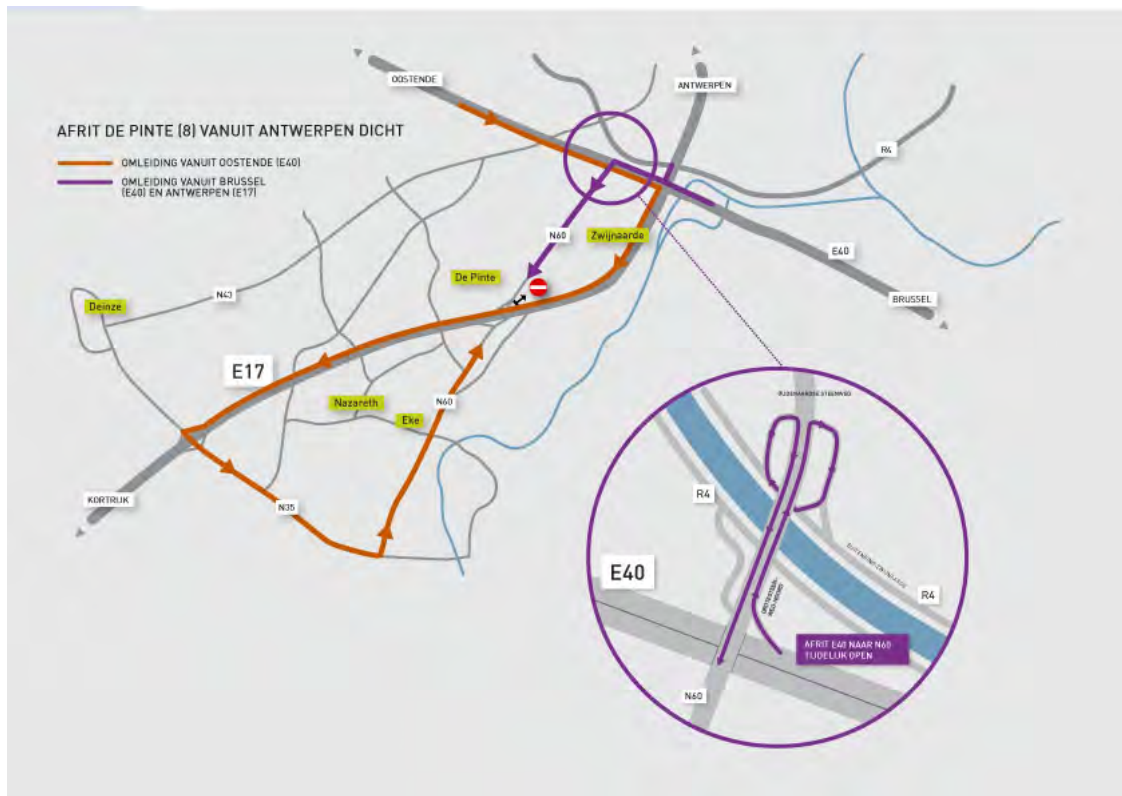 OOSTENDE
ANTWERPEN
AFRIT DE PINTE (8) VANUIT ANTWERPEN DICHT
OMLEIDING VANUIT OOSTENDE (E40)
OMLEIDING VANUIT BRUSSEL
(E40) EN ANTWERPEN (E17)
R4
N60
Zwijnaarde
E40
De Pinte
BRUSSEL
Deinze
N43
E17
Nazareth
N60
Eke
KORTRIJK
N35
OUDENAARDSE STEENWEG
R4
E40
R4
AFRIT E40 NAAR N60
TIJDELIJK OPEN
N60